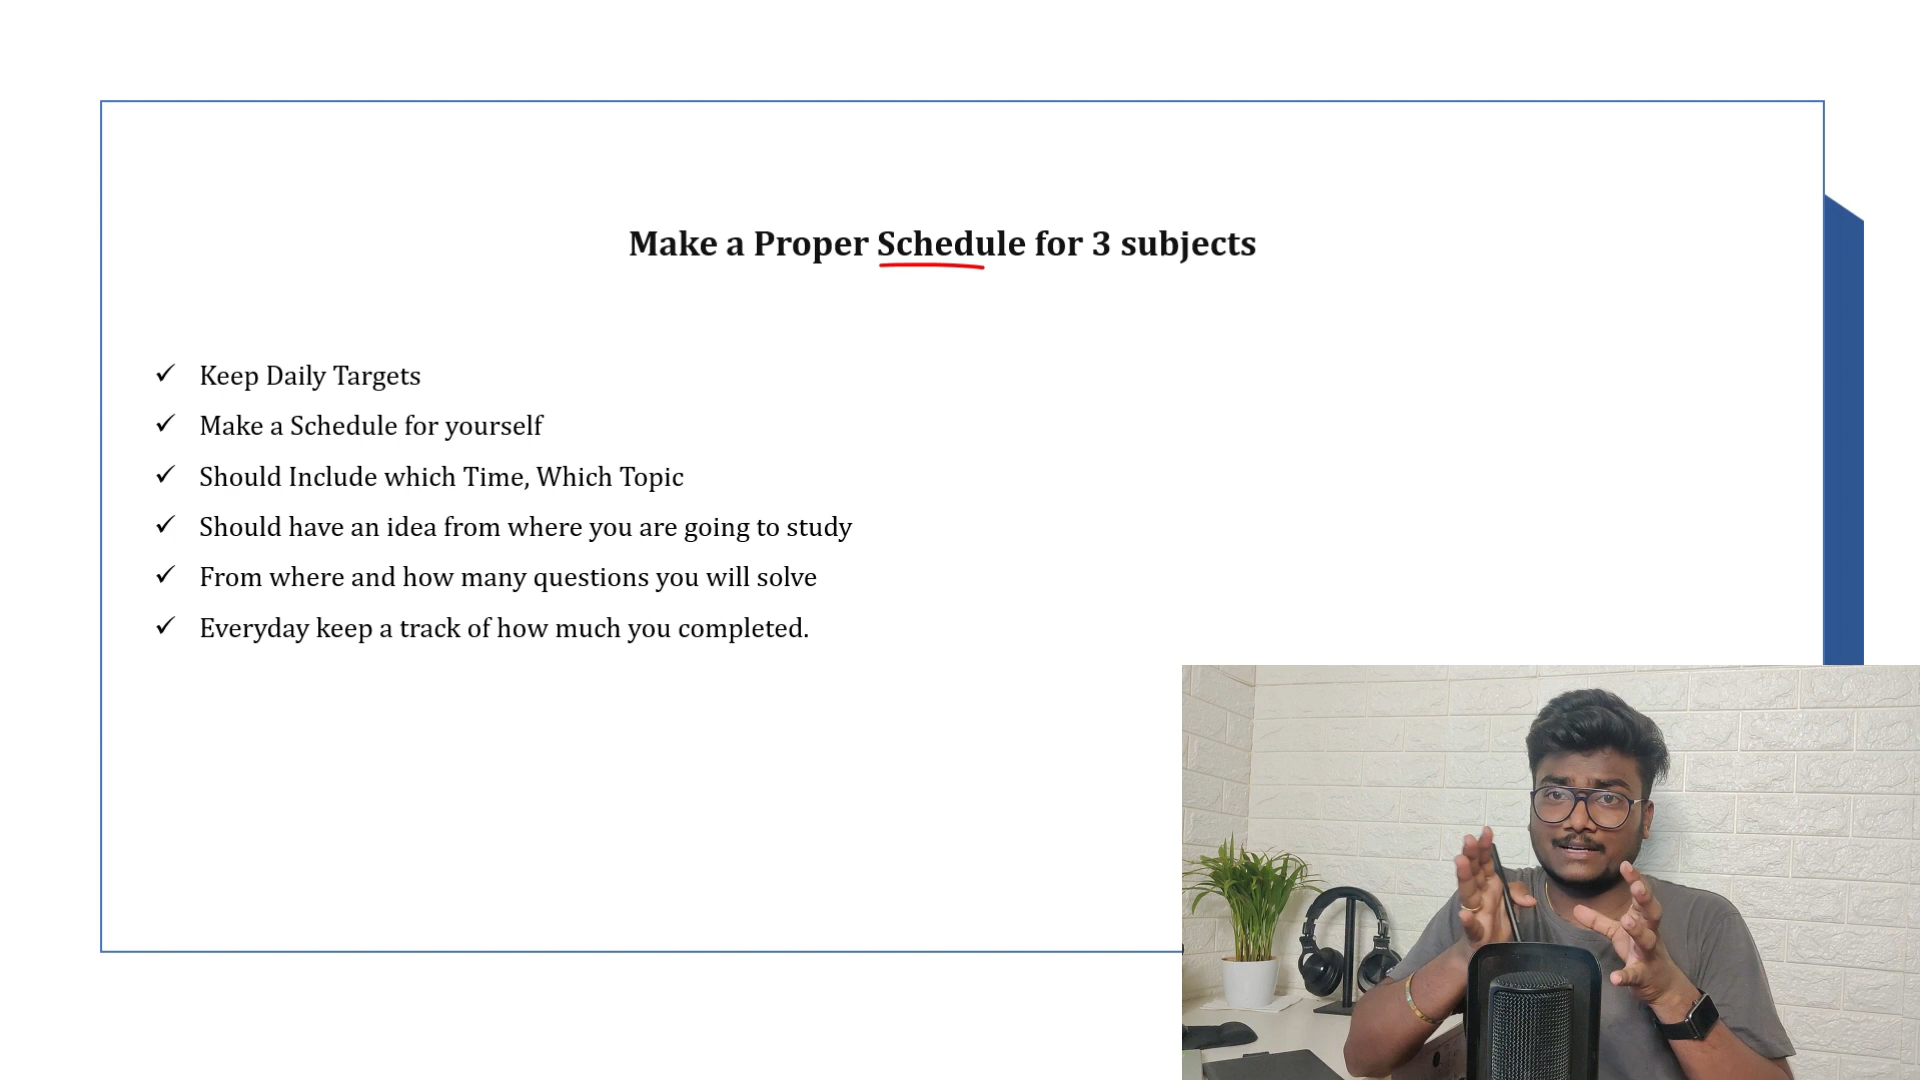 Make a Proper Schedule for 3 subjects
Keep Daily Targets
Make a Schedule for yourself
Should Include which Time, Which Topic
Should have an idea from where you are going to study
From where and how many questions you will solve
Everyday keep a track of how much you completed.